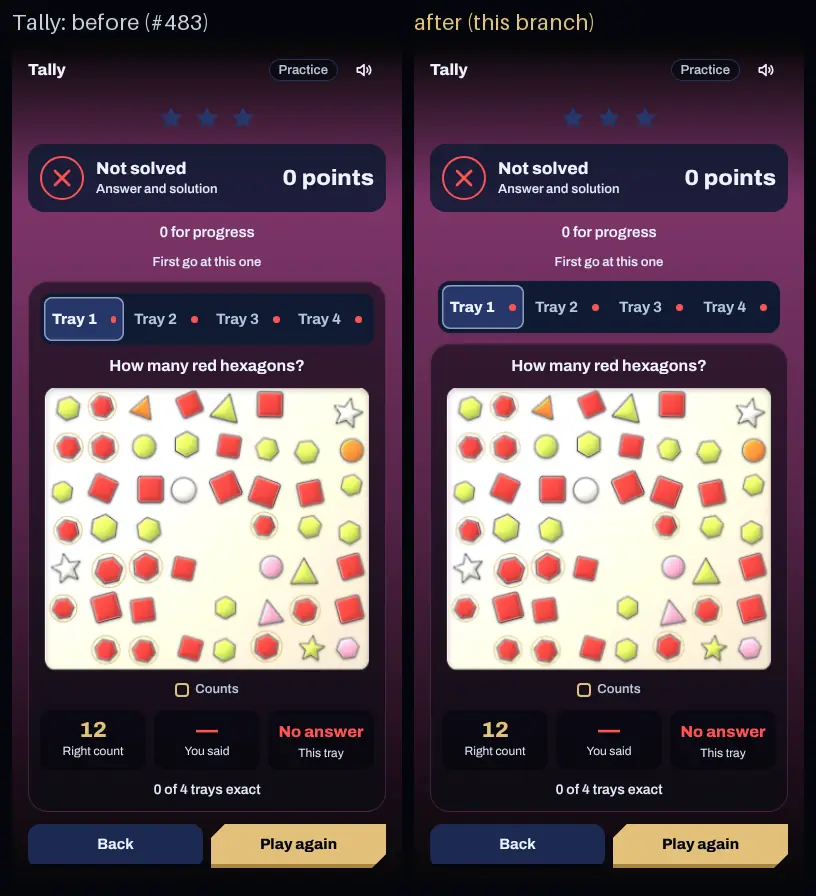 Tally: before (#483)
Tally
Practice
Not solved
Answer and solution
0 points
0 for progress
First go at this one
Tray 1
Tray 2
Tray 3
Tray 4
How many red hexagons?
Counts
12
Right count
—
You said
No answer
This tray
0 of 4 trays exact
Back
Play again
after (this branch)
Tally
Practice
Not solved
Answer and solution
0 points
0 for progress
First go at this one
Tray 1
Tray 2
Tray 3
Tray 4
How many red hexagons?
Counts
12
Right count
—
You said
No answer
This tray
0 of 4 trays exact
Back
Play again